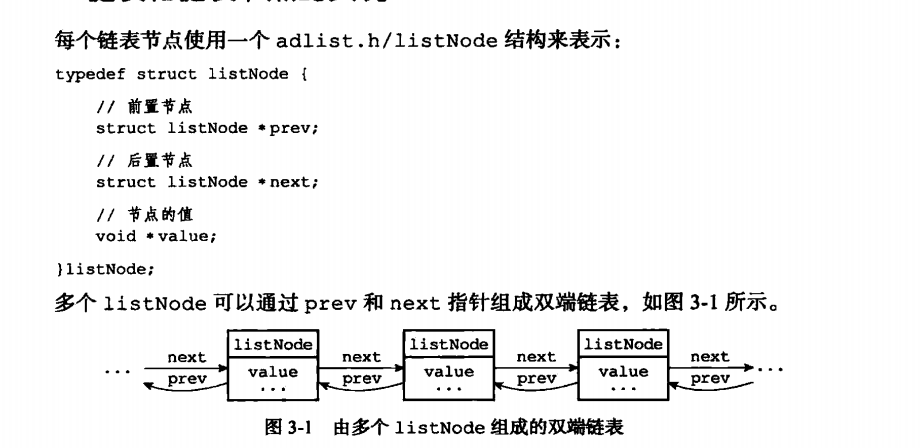 每个链表节点使用一个 adlist.h/listNode 结构来表示：
typedef struct listNode {
// 前置节点
struct listNode *prev;
// 后置节点
struct listNode *next;
// 节点的值
void *value;
}listNode;
多个 listNode 可以通过 prev 和 next 指针组成双端链表，如图 3-1 所示。
listNode listNode listNode
... next next next next ...
value value value
prev prev prev prev
... ... ...
图 3-1 由多个 listNode 组成的双端链表